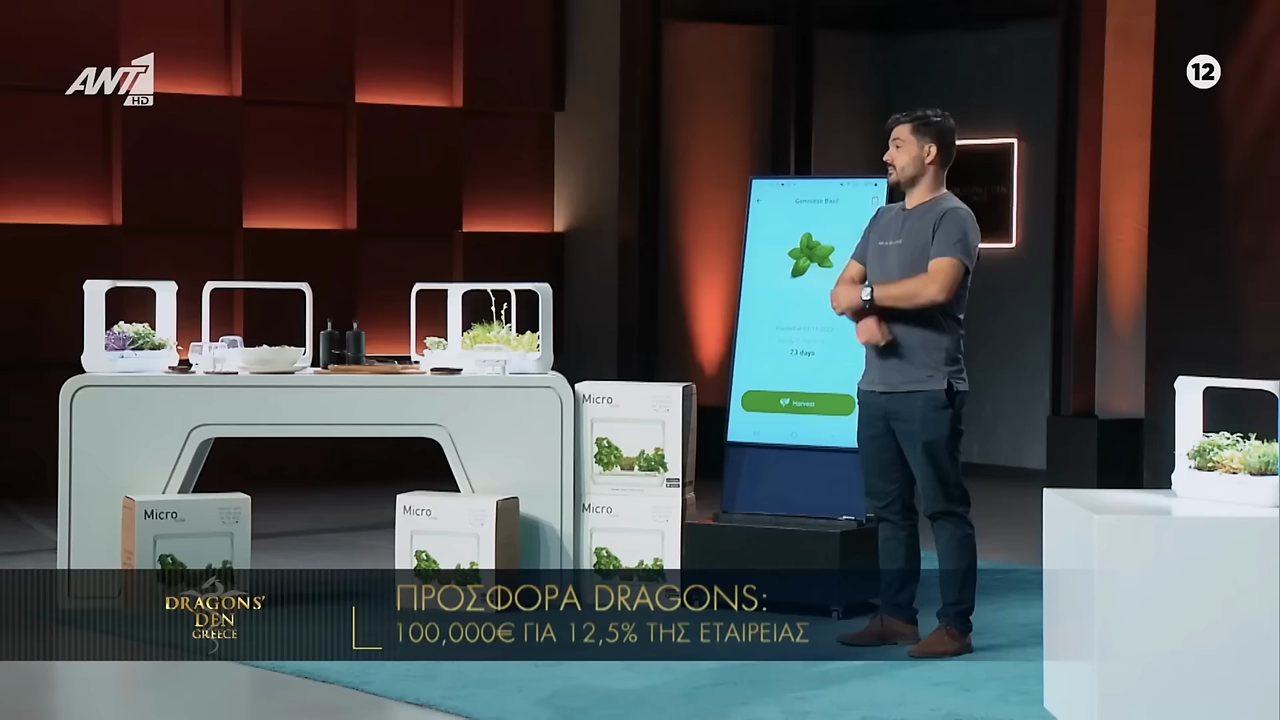 ANT1
HD
12
Genovese Basil
23 days
Harvest
Micro
Micro
Micro
Micro
DRAGONS'
DEN
GREECE
ΠΡΟΣΦΟΡΑ DRAGONS:
100,000€ ΓΙΑ 12,5% ΤΗΣ ΕΤΑΙΡΕΙΑΣ